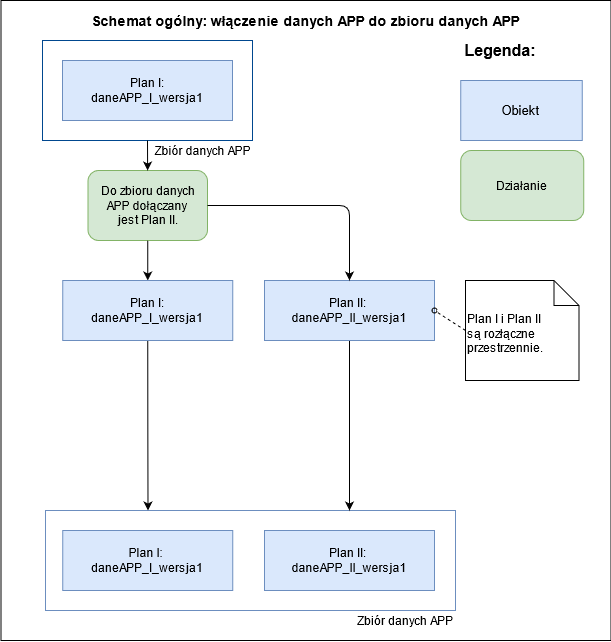 Schemat ogólny: włączenie danych APP do zbioru danych APP
Legenda:
Plan I:
daneAPP_I_wersja1
Obiekt
Zbiór danych APP
Do zbioru danych
APP dołączany
jest Plan II.
Działanie
Plan I:
daneAPP_I_wersja1
Plan II:
daneAPP_II_wersja1
Plan I i Plan II
są rozłączne
przestrzennie.
Plan I:
daneAPP_I_wersja1
Plan II:
daneAPP_II_wersja1
Zbiór danych APP